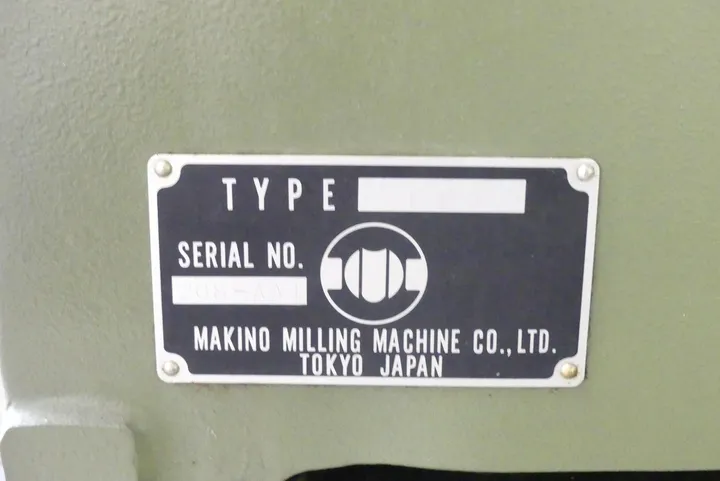 TYPE
SERIAL NO.
MAKINO MILLING MACHINE CO., LTD.
TOKYO JAPAN